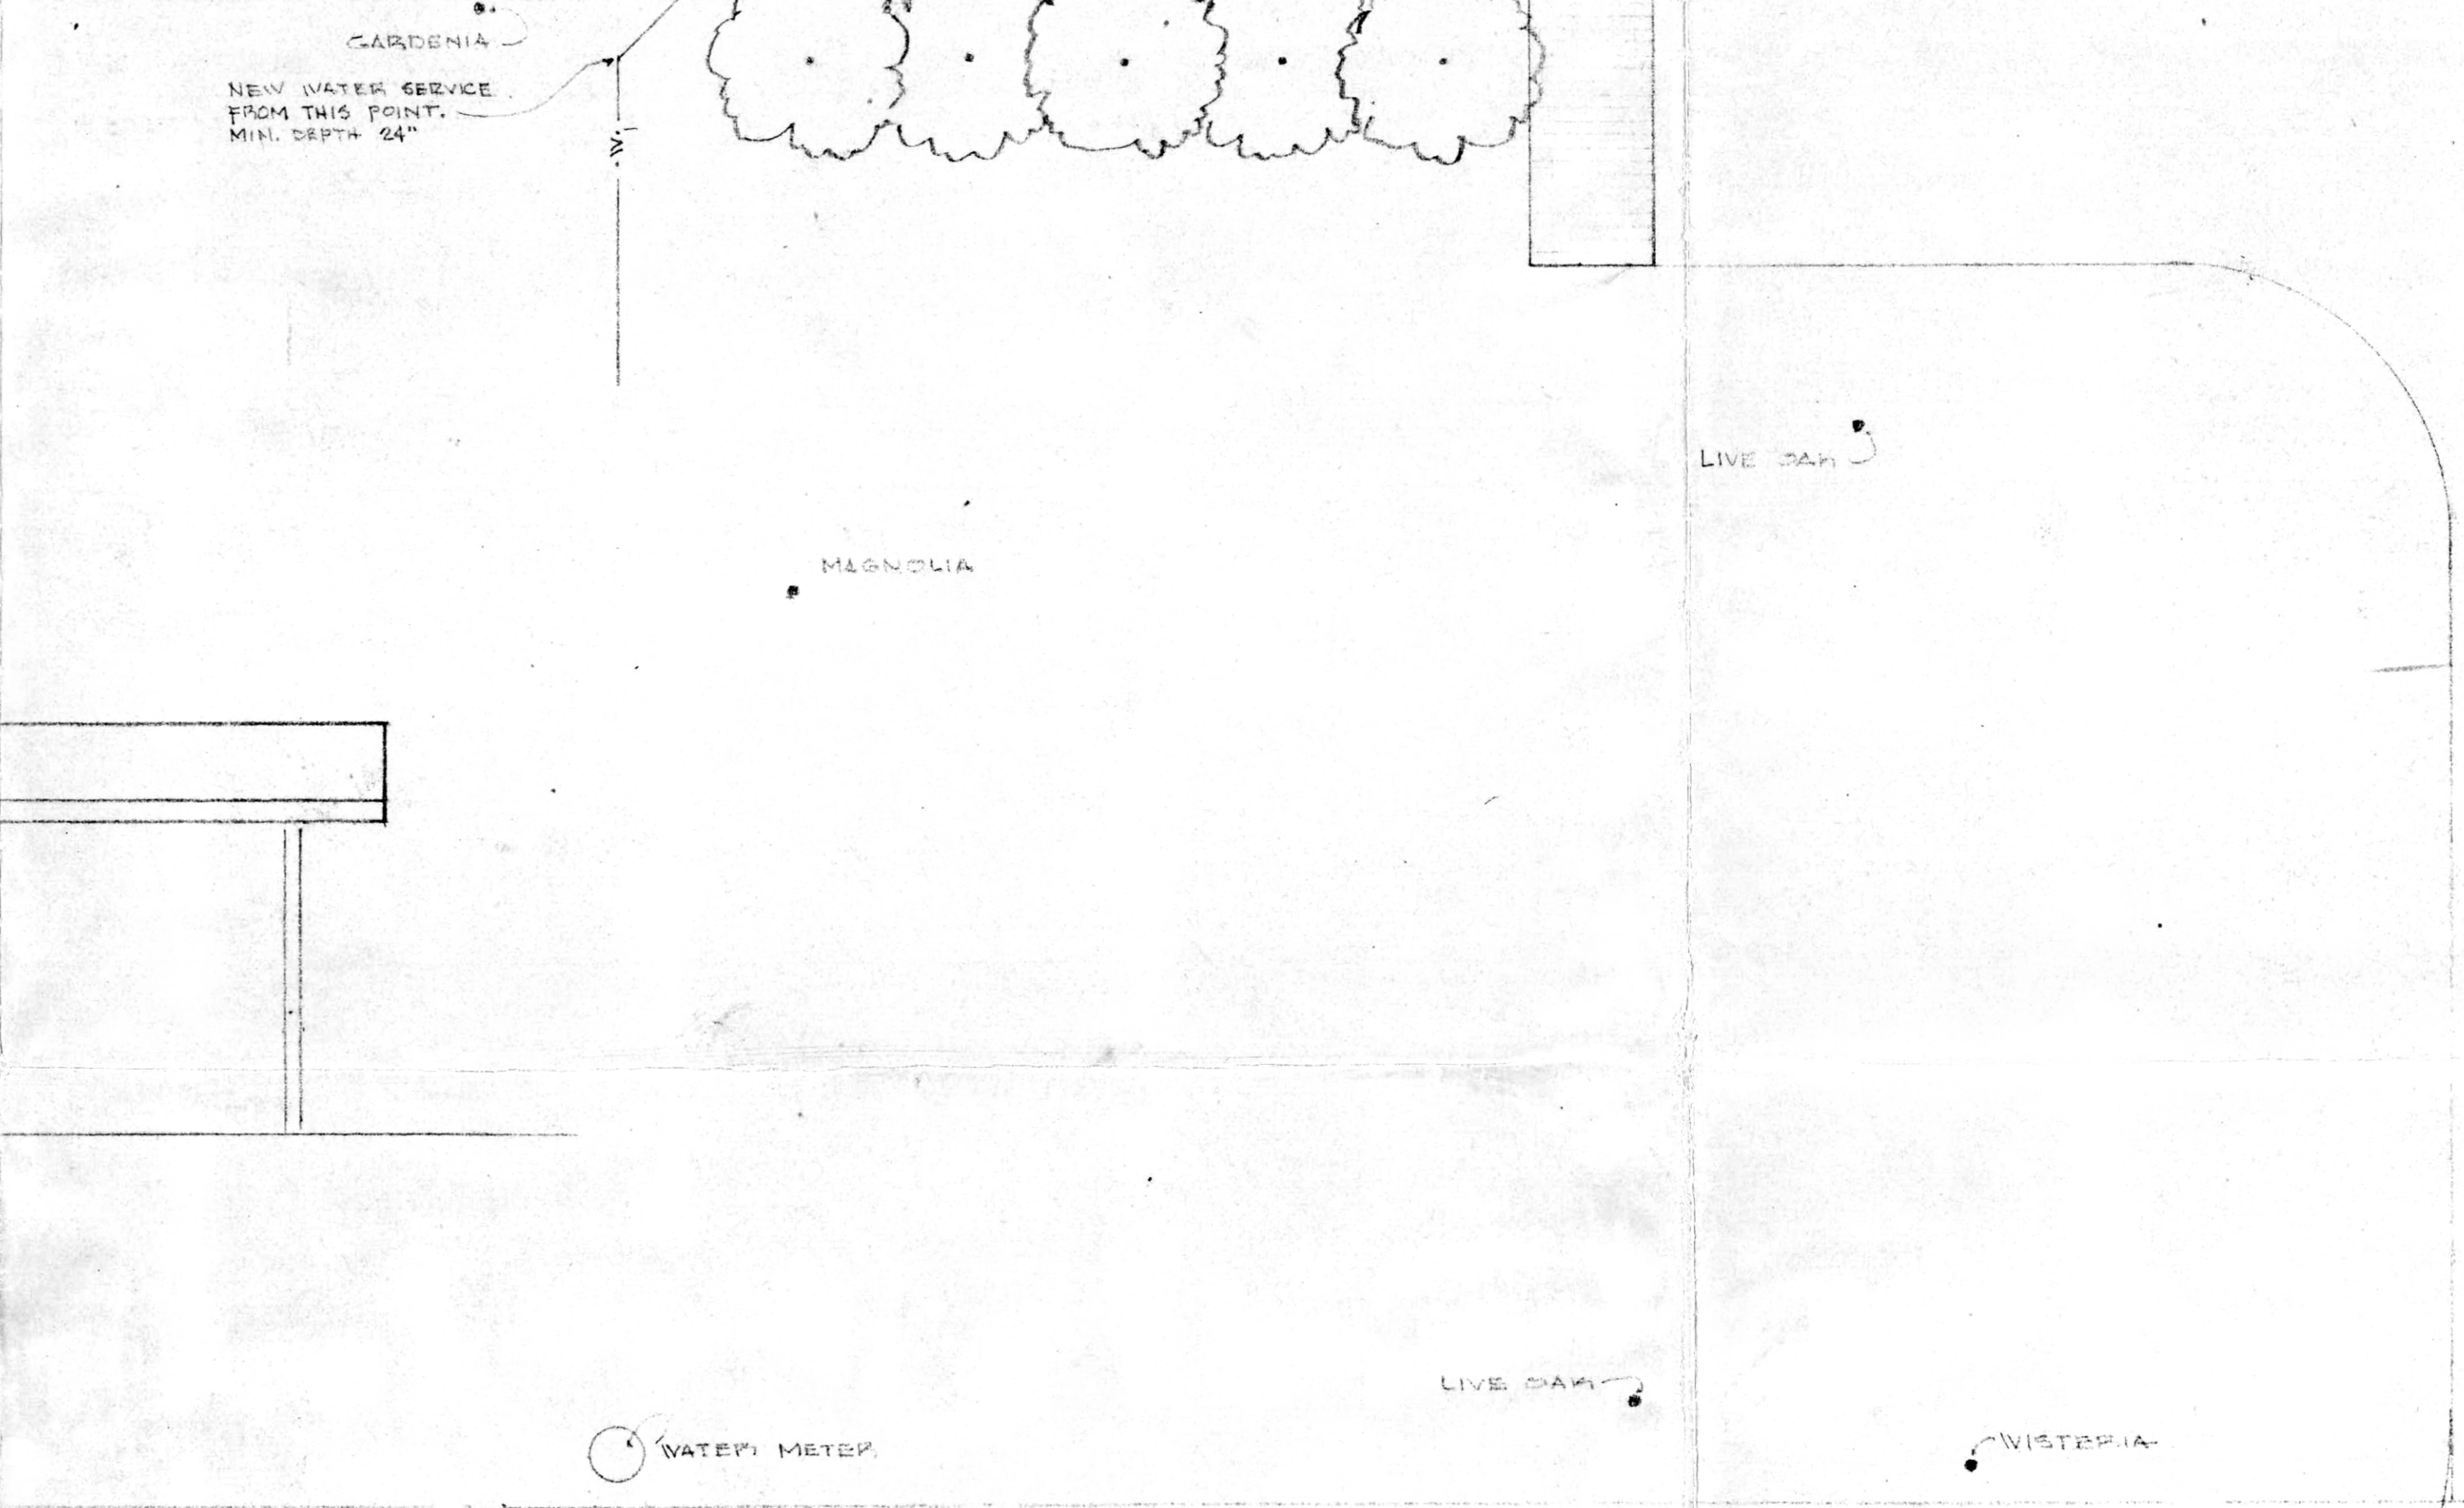 GARDENIA
NEW WATER SERVICE
FROM THIS POINT.
MIN. DEPTH 24"
W
LIVE OAK
MAGNOLIA
LIVE OAK
WATER METER
WISTERIA